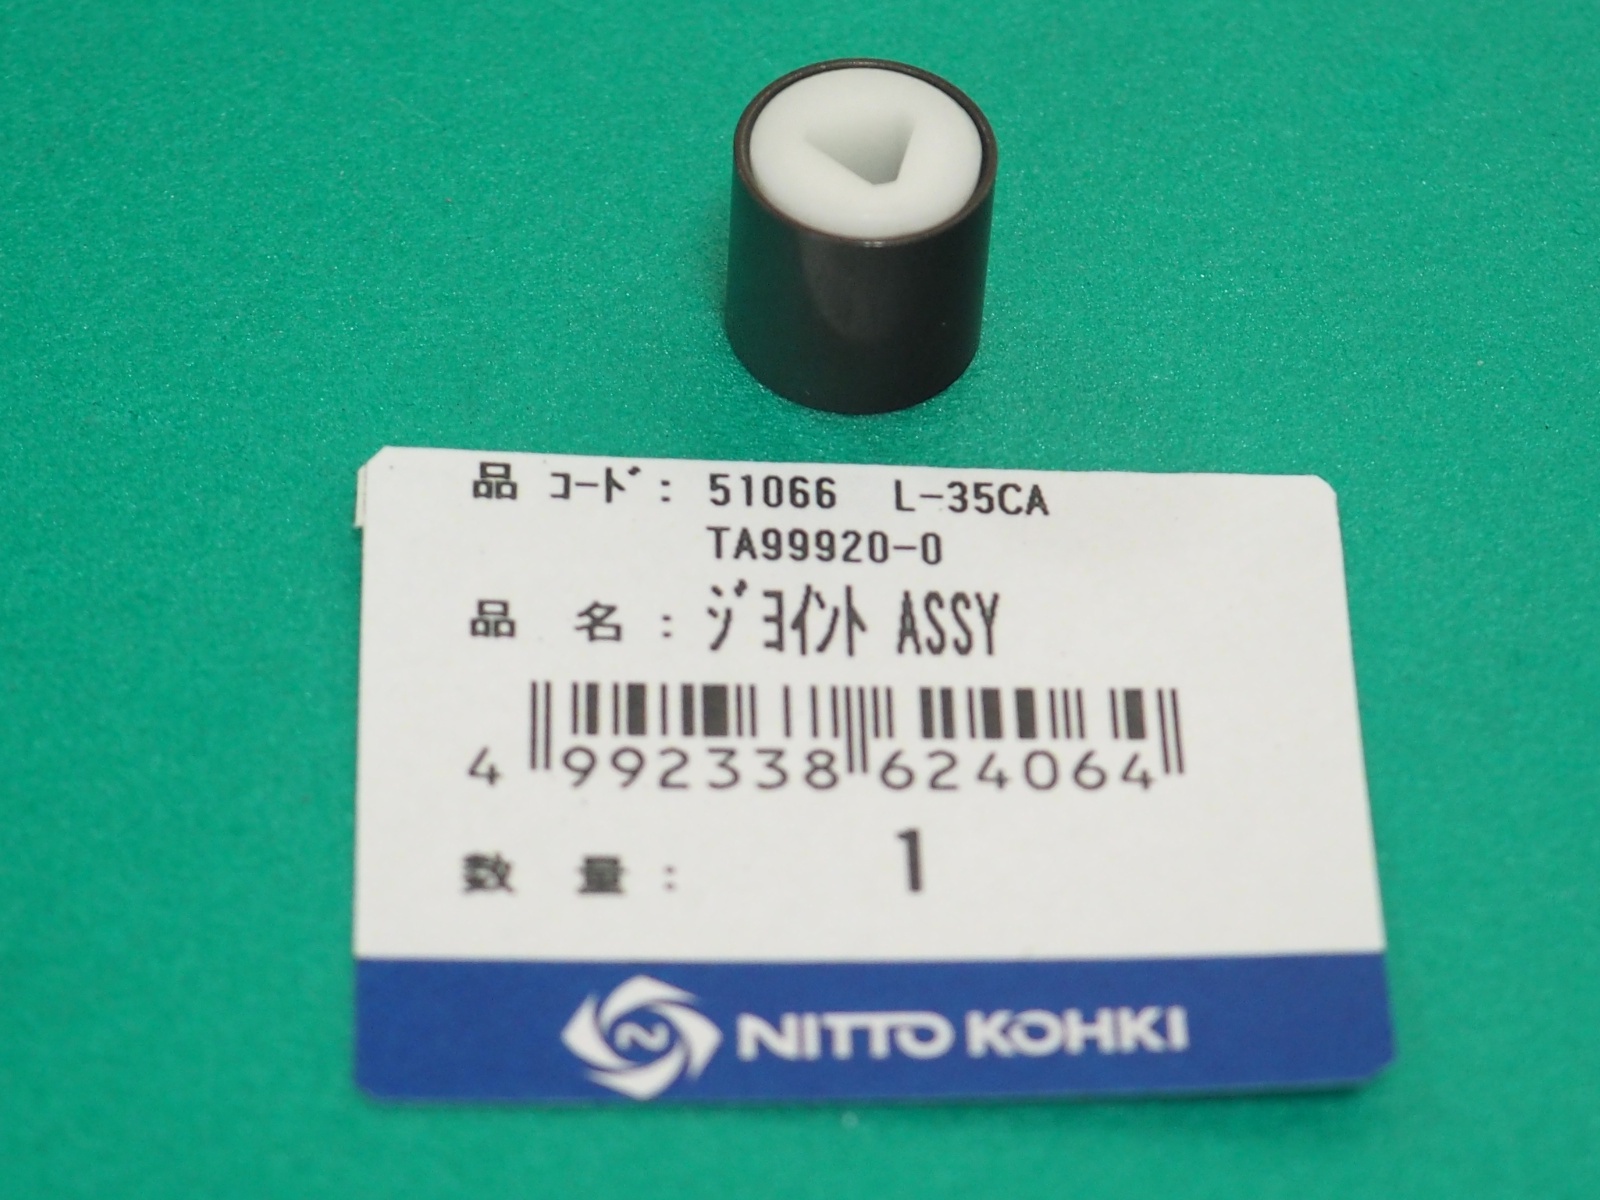 品 ｺｰﾄﾞ : 51066 L-35CA
TA99920-0
品 名 : ｼﾞｮｲﾝﾄ ASSY
4 992338 624064
数 量 : 1
NITTO KOHKI